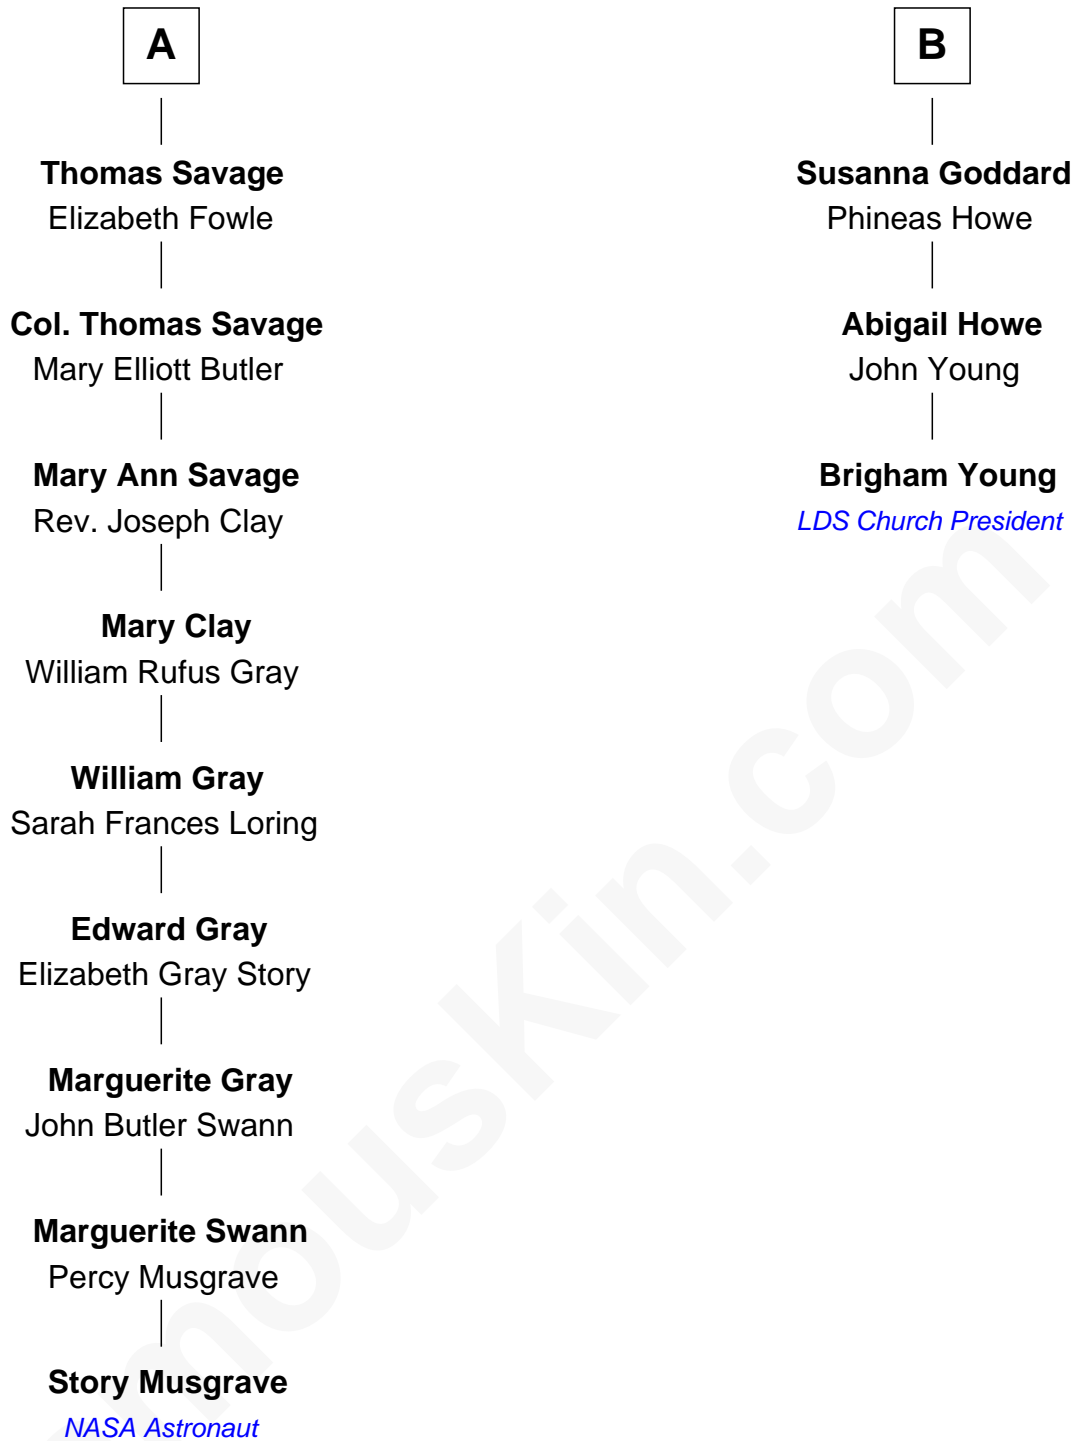 A
Thomas Savage
Elizabeth Fowle
Col. Thomas Savage
Mary Elliott Butler
Mary Ann Savage
Rev. Joseph Clay
Mary Clay
William Rufus Gray
William Gray
Sarah Frances Loring
Edward Gray
Elizabeth Gray Story
Marguerite Gray
John Butler Swann
Marguerite Swann
Percy Musgrave
Story Musgrave
NASA Astronaut
B
Susanna Goddard
Phineas Howe
Abigail Howe
John Young
Brigham Young
LDS Church President
mousKin.com